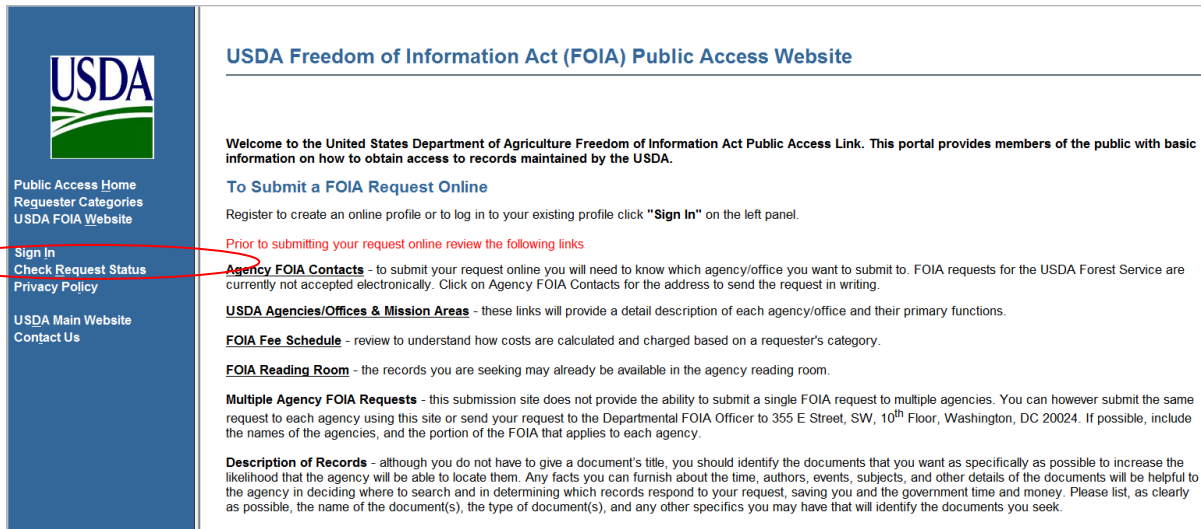 USDA
Public Access Home
Requester Categories
USDA FOIA Website
Sign In
Check Request Status
Privacy Policy
USDA Main Website
Contact Us
USDA Freedom of Information Act (FOIA) Public Access Website
Welcome to the United States Department of Agriculture Freedom of Information Act Public Access Link. This portal provides members of the public with basic
information on how to obtain access to records maintained by the USDA.
To Submit a FOIA Request Online
Register to create an online profile or to log in to your existing profile click "Sign In" on the left panel.
Prior to submitting your request online review the following links
Agency FOIA Contacts - to submit your request online you will need to know which agency/office you want to submit to. FOIA requests for the USDA Forest Service are
currently not accepted electronically. Click on Agency FOIA Contacts for the address to send the request in writing.
USDA Agencies/Offices & Mission Areas - these links will provide a detail description of each agency/office and their primary functions.
FOIA Fee Schedule - review to understand how costs are calculated and charged based on a requester's category.
FOIA Reading Room - the records you are seeking may already be available in the agency reading room.
Multiple Agency FOIA Requests - this submission site does not provide the ability to submit a single FOIA request to multiple agencies. You can however submit the same
request to each agency using this site or send your request to the Departmental FOIA Officer to 355 E Street, SW, 10th Floor, Washington, DC 20024. If possible, include
the names of the agencies, and the portion of the FOIA that applies to each agency.
Description of Records - although you do not have to give a document's title, you should identify the documents that you want as specifically as possible to increase the
likelihood that the agency will be able to locate them. Any facts you can furnish about the time, authors, events, subjects, and other details of the documents will be helpful to
the agency in deciding where to search and in determining which records respond to your request, saving you and the government time and money. Please list, as clearly
as possible, the name of the document(s), the type of document(s), and any other specifics you may have that will identify the documents you seek.